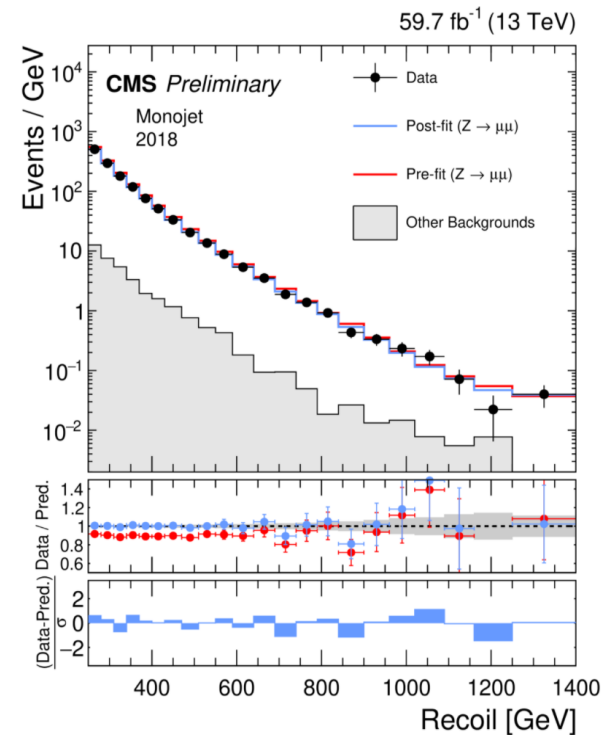 59.7 fb⁻¹ (13 TeV)
CMS Preliminary
Monojet
2018
Data
Post-fit (Z → μμ)
Pre-fit (Z → μμ)
Other Backgrounds
Events / GeV
10⁴
10³
10²
10
1
10⁻¹
10⁻²
Data / Pred.
1.4
1.2
1
0.8
0.6
(Data-Pred.)
σ
2
0
−2
400 600 800 1000 1200 1400
Recoil [GeV]